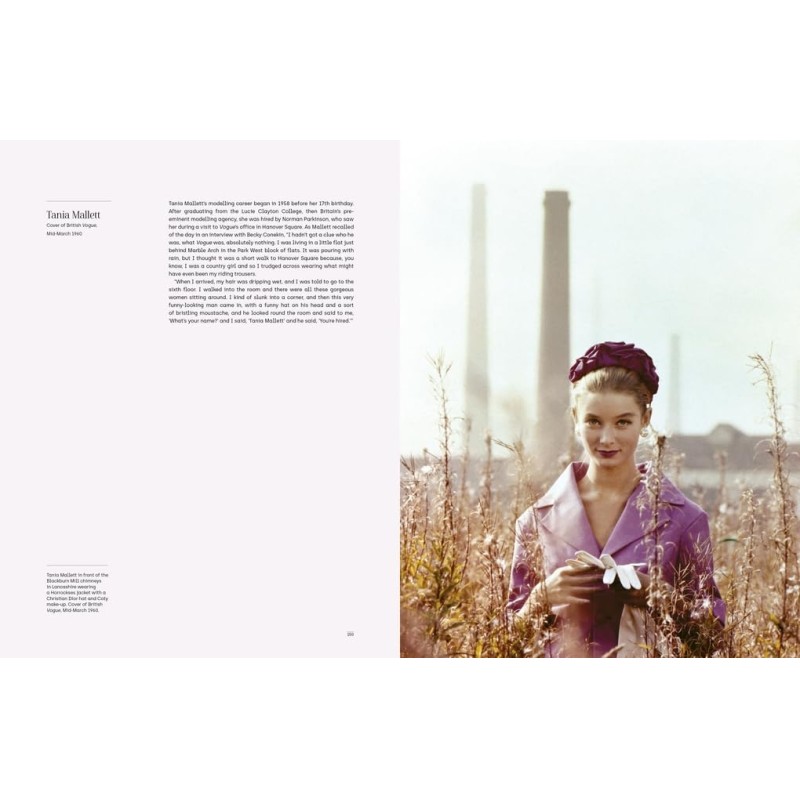 Tania Mallett
Cover of British Vogue,
Mid-March 1960
Tania Mallett's modelling career began in 1958 before her 17th birthday.
After graduating from the Lucie Clayton College, then Britain's pre-
eminent modelling agency, she was hired by Norman Parkinson, who saw
her during a visit to Vogue's office in Hanover Square. As Mallett recalled
of the day in an interview with Becky Conekin, "I hadn't got a clue who he
was, what Vogue was, absolutely nothing. I was living in a little flat just
behind Marble Arch in the Park West block of flats. It was pouring with
rain, but I thought it was a short walk to Hanover Square because, you
know, I was a country girl and so I trudged across wearing what might
have even been my riding trousers.
"When I arrived, my hair was dripping wet, and I was told to go to the
sixth floor. I walked into the room and there were all these gorgeous
women sitting around. I kind of slunk into a corner, and then this very
funny-looking man came in, with a funny hat on his head and a sort
of bristling moustache, and he looked round the room and said to me,
'What's your name?' and I said, 'Tania Mallett' and he said, 'You're hired.'"
Tania Mallett in front of the
Blackburn Mill chimneys
in Lancashire wearing
a Horrockses jacket with a
Christian Dior hat and Coty
make-up. Cover of British
Vogue, Mid-March 1960